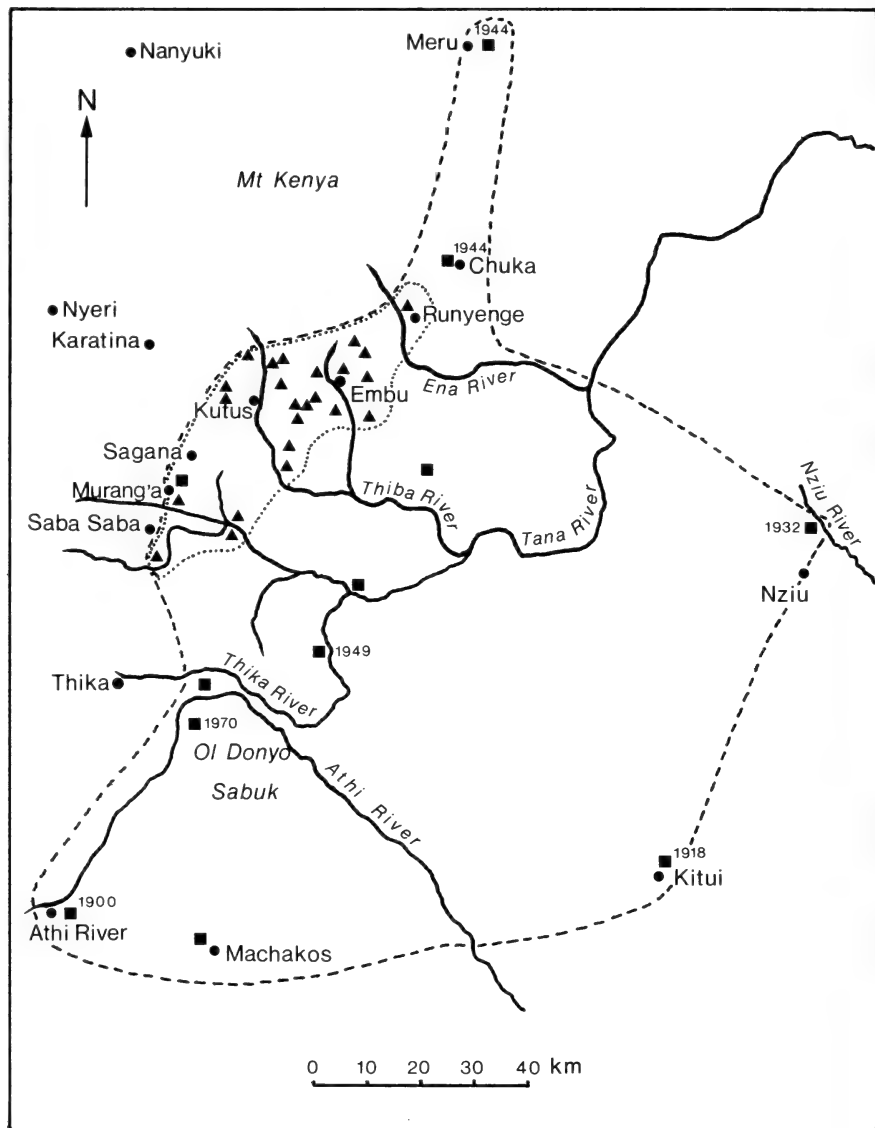 Nanyuki
Meru
1944
N
Mt Kenya
1944
Chuka
Nyeri
Karatina
Runyenge
Ena River
Embu
Kutus
Sagana
Murang'a
Saba Saba
Thiba River
Tana River
Nziu River
1932
Nziu
1949
Thika
Thika River
1970
Ol Donyo
Sabuk
Athi River
1918
Kitui
1900
Athi River
Machakos
0 10 20 30 40 km